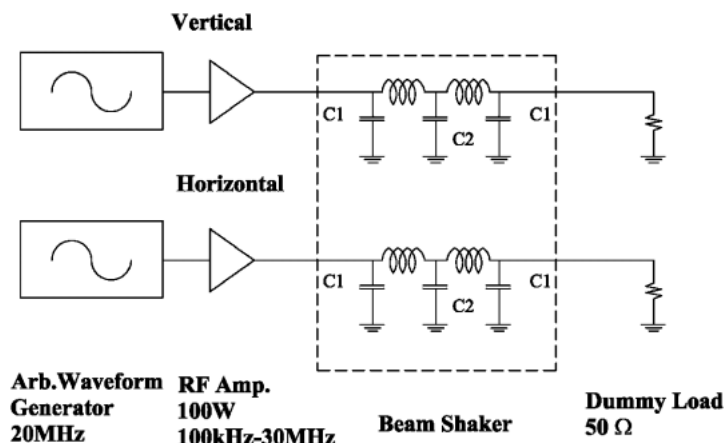 Vertical
C1
C2
C1
Horizontal
C1
C2
C1
Arb.Waveform
Generator
20MHz
RF Amp.
100W
100kHz-30MHz
Beam Shaker
Dummy Load
50 Ω